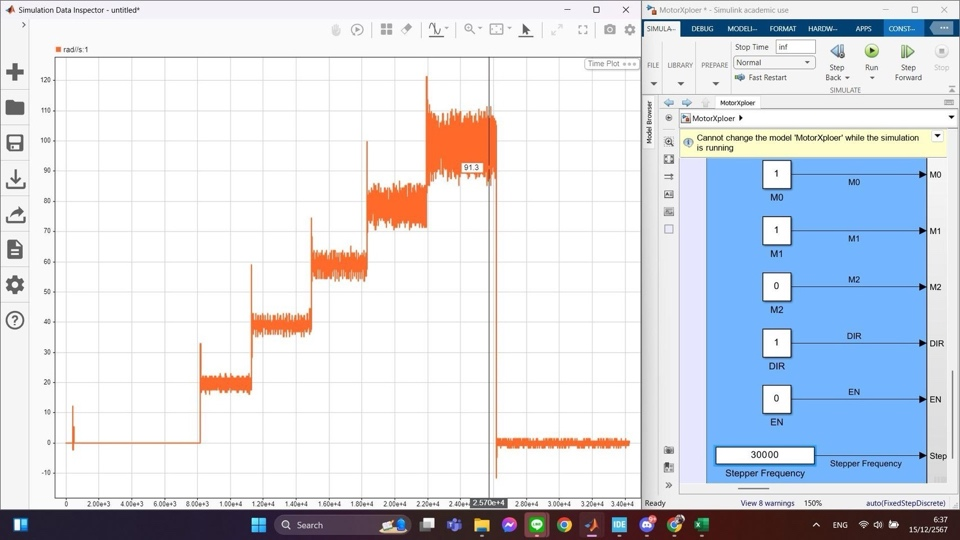 Simulation Data Inspector - untitled*
rad/s:1
Time Plot
120
110
100
90
80
70
60
50
40
30
20
10
0
-10
91.3
0
2.00e+3
4.00e+3
6.00e+3
8.00e+3
1.00e+4
1.20e+4
1.40e+4
1.60e+4
1.80e+4
2.00e+4
2.20e+4
2.40e+4
2.570e+4
2.80e+4
3.00e+4
3.20e+4
3.40e+4
MotorXploer * - Simulink academic use
SIMULA...
DEBUG
MODELI...
FORMAT
HARDW...
APPS
CONST...
FILE
LIBRARY
PREPARE
Stop Time inf
Normal
Fast Restart
Step Back
Run
Step Forward
Stop
SIMULATE
Model Browser
MotorXploer
MotorXploer
Cannot change the model 'MotorXploer' while the simulation
is running
1
M0
M0
M0
1
M1
M1
M1
0
M2
M2
M2
1
DIR
DIR
DIR
0
EN
EN
EN
30000
Stepper Frequency
Stepper Frequency
Step
Ready
View 8 warnings
150%
auto(FixedStepDiscrete)
Search
IDE
ENG
6:37
15/12/2567